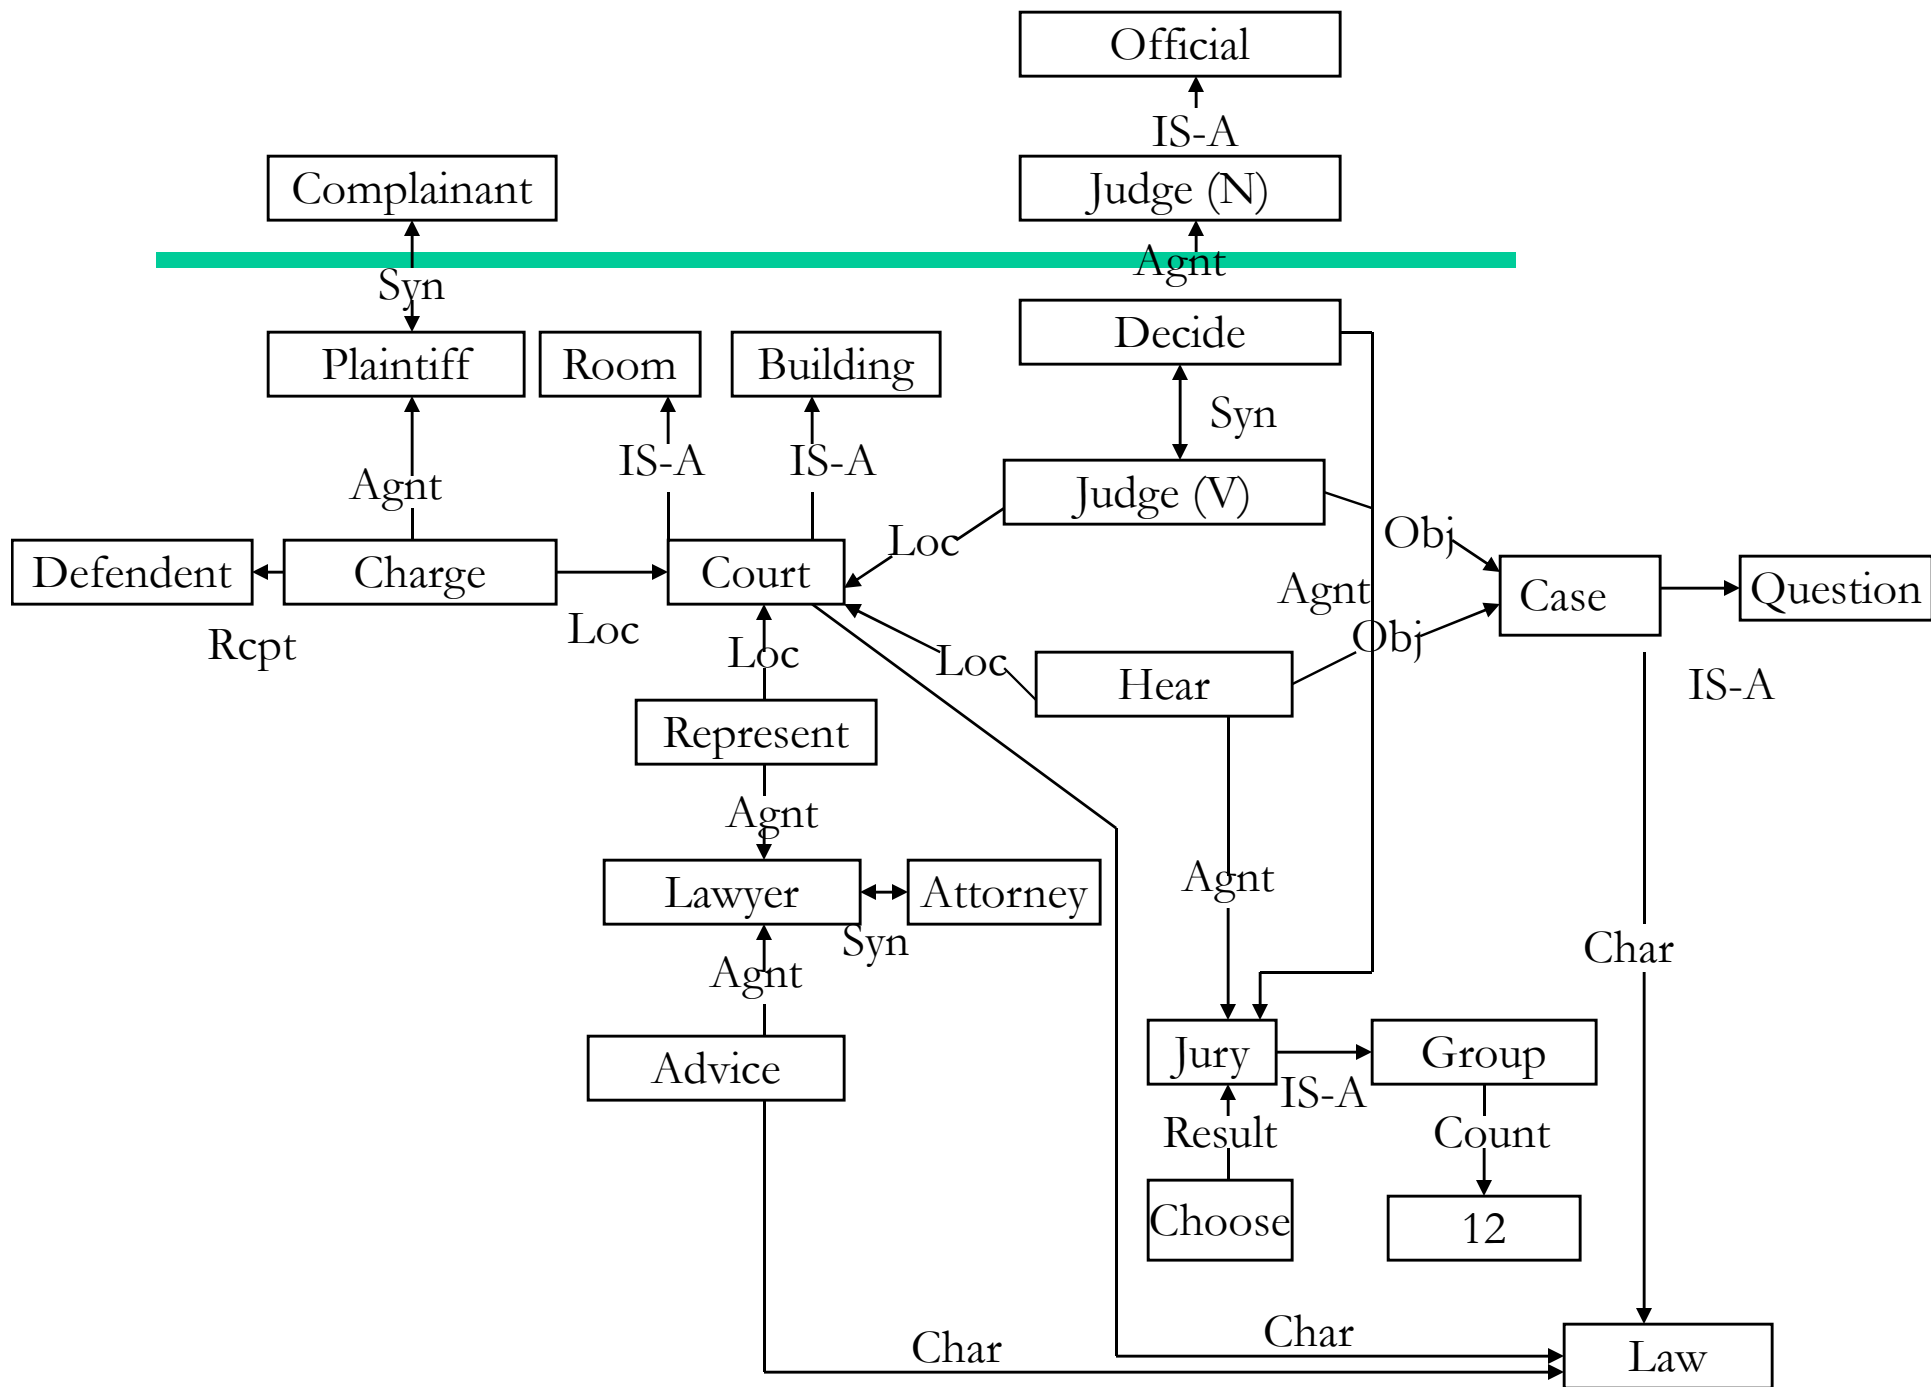 Official
IS-A
Complainant
Judge (N)
Agnt
Syn
Decide
Plaintiff
Room
Building
Syn
IS-A
IS-A
Agnt
Judge (V)
Obj
Loc
Defendent
Charge
Court
Case
Question
Agnt
Loc
Obj
Rcpt
Loc
Loc
Hear
IS-A
Represent
Agnt
Lawyer
Attorney
Agnt
Syn
Char
Agnt
Advice
Jury
Group
IS-A
Result
Count
Choose
12
Char
Char
Law